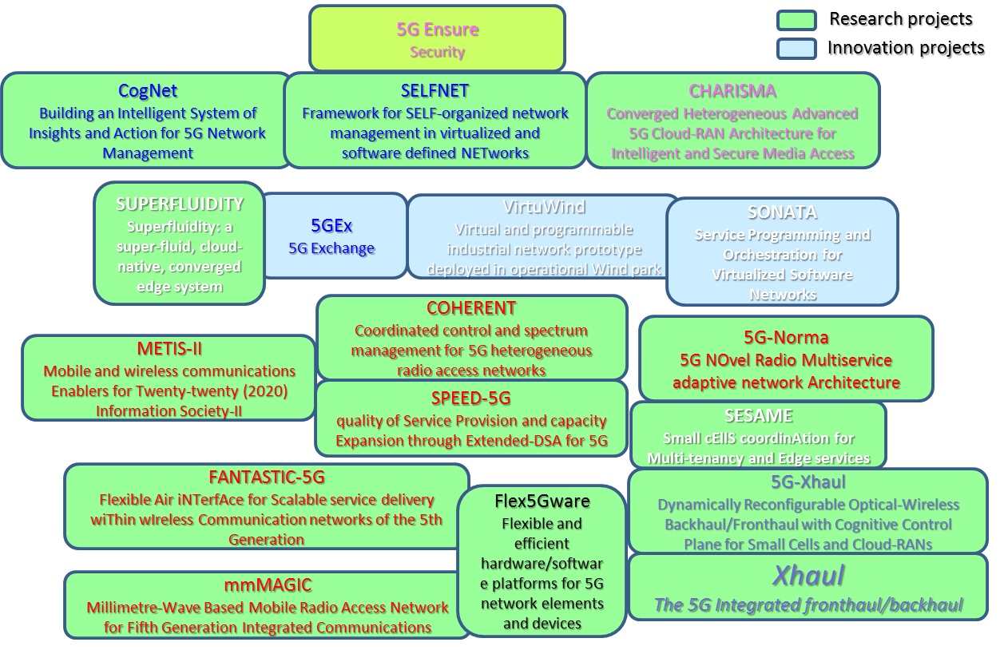 5G Ensure
Security
Research projects
Innovation projects
CogNet
Building an Intelligent System of
Insights and Action for 5G Network
Management
SELFNET
Framework for SELF-organized network
management in virtualized and
software defined NETworks
CHARISMA
Converged Heterogeneous Advanced
5G Cloud-RAN Architecture for
Intelligent and Secure Media Access
SUPERFLUIDITY
Superfluidity: a
super-fluid, cloud-
native, converged
edge system
5GEx
5G Exchange
VirtuWind
Virtual and programmable
industrial network prototype
deployed in operational Wind park
SONATA
Service Programming and
Orchestration for
Virtualized Software
Networks
METIS-II
Mobile and wireless communications
Enablers for Twenty-twenty (2020)
Information Society-II
COHERENT
Coordinated control and spectrum
management for 5G heterogeneous
radio access networks
SPEED-5G
quality of Service Provision and capacity
Expansion through Extended-DSA for 5G
5G-Norma
5G NOvel Radio Multiservice
adaptive network Architecture
SESAME
Small cEllS coordinAtion for
Multi-tenancy and Edge services
FANTASTIC-5G
Flexible Air iNTerfAce for Scalable service delivery
wiThin wIreless Communication networks of the 5th
Generation
mmMAGIC
Millimetre-Wave Based Mobile Radio Access Network
for Fifth Generation Integrated Communications
Flex5Gware
Flexible and
efficient
hardware/softwar
e platforms for 5G
network elements
and devices
5G-Xhaul
Dynamically Reconfigurable Optical-Wireless
Backhaul/Fronthaul with Cognitive Control
Plane for Small Cells and Cloud-RANs
Xhaul
The 5G Integrated fronthaul/backhaul